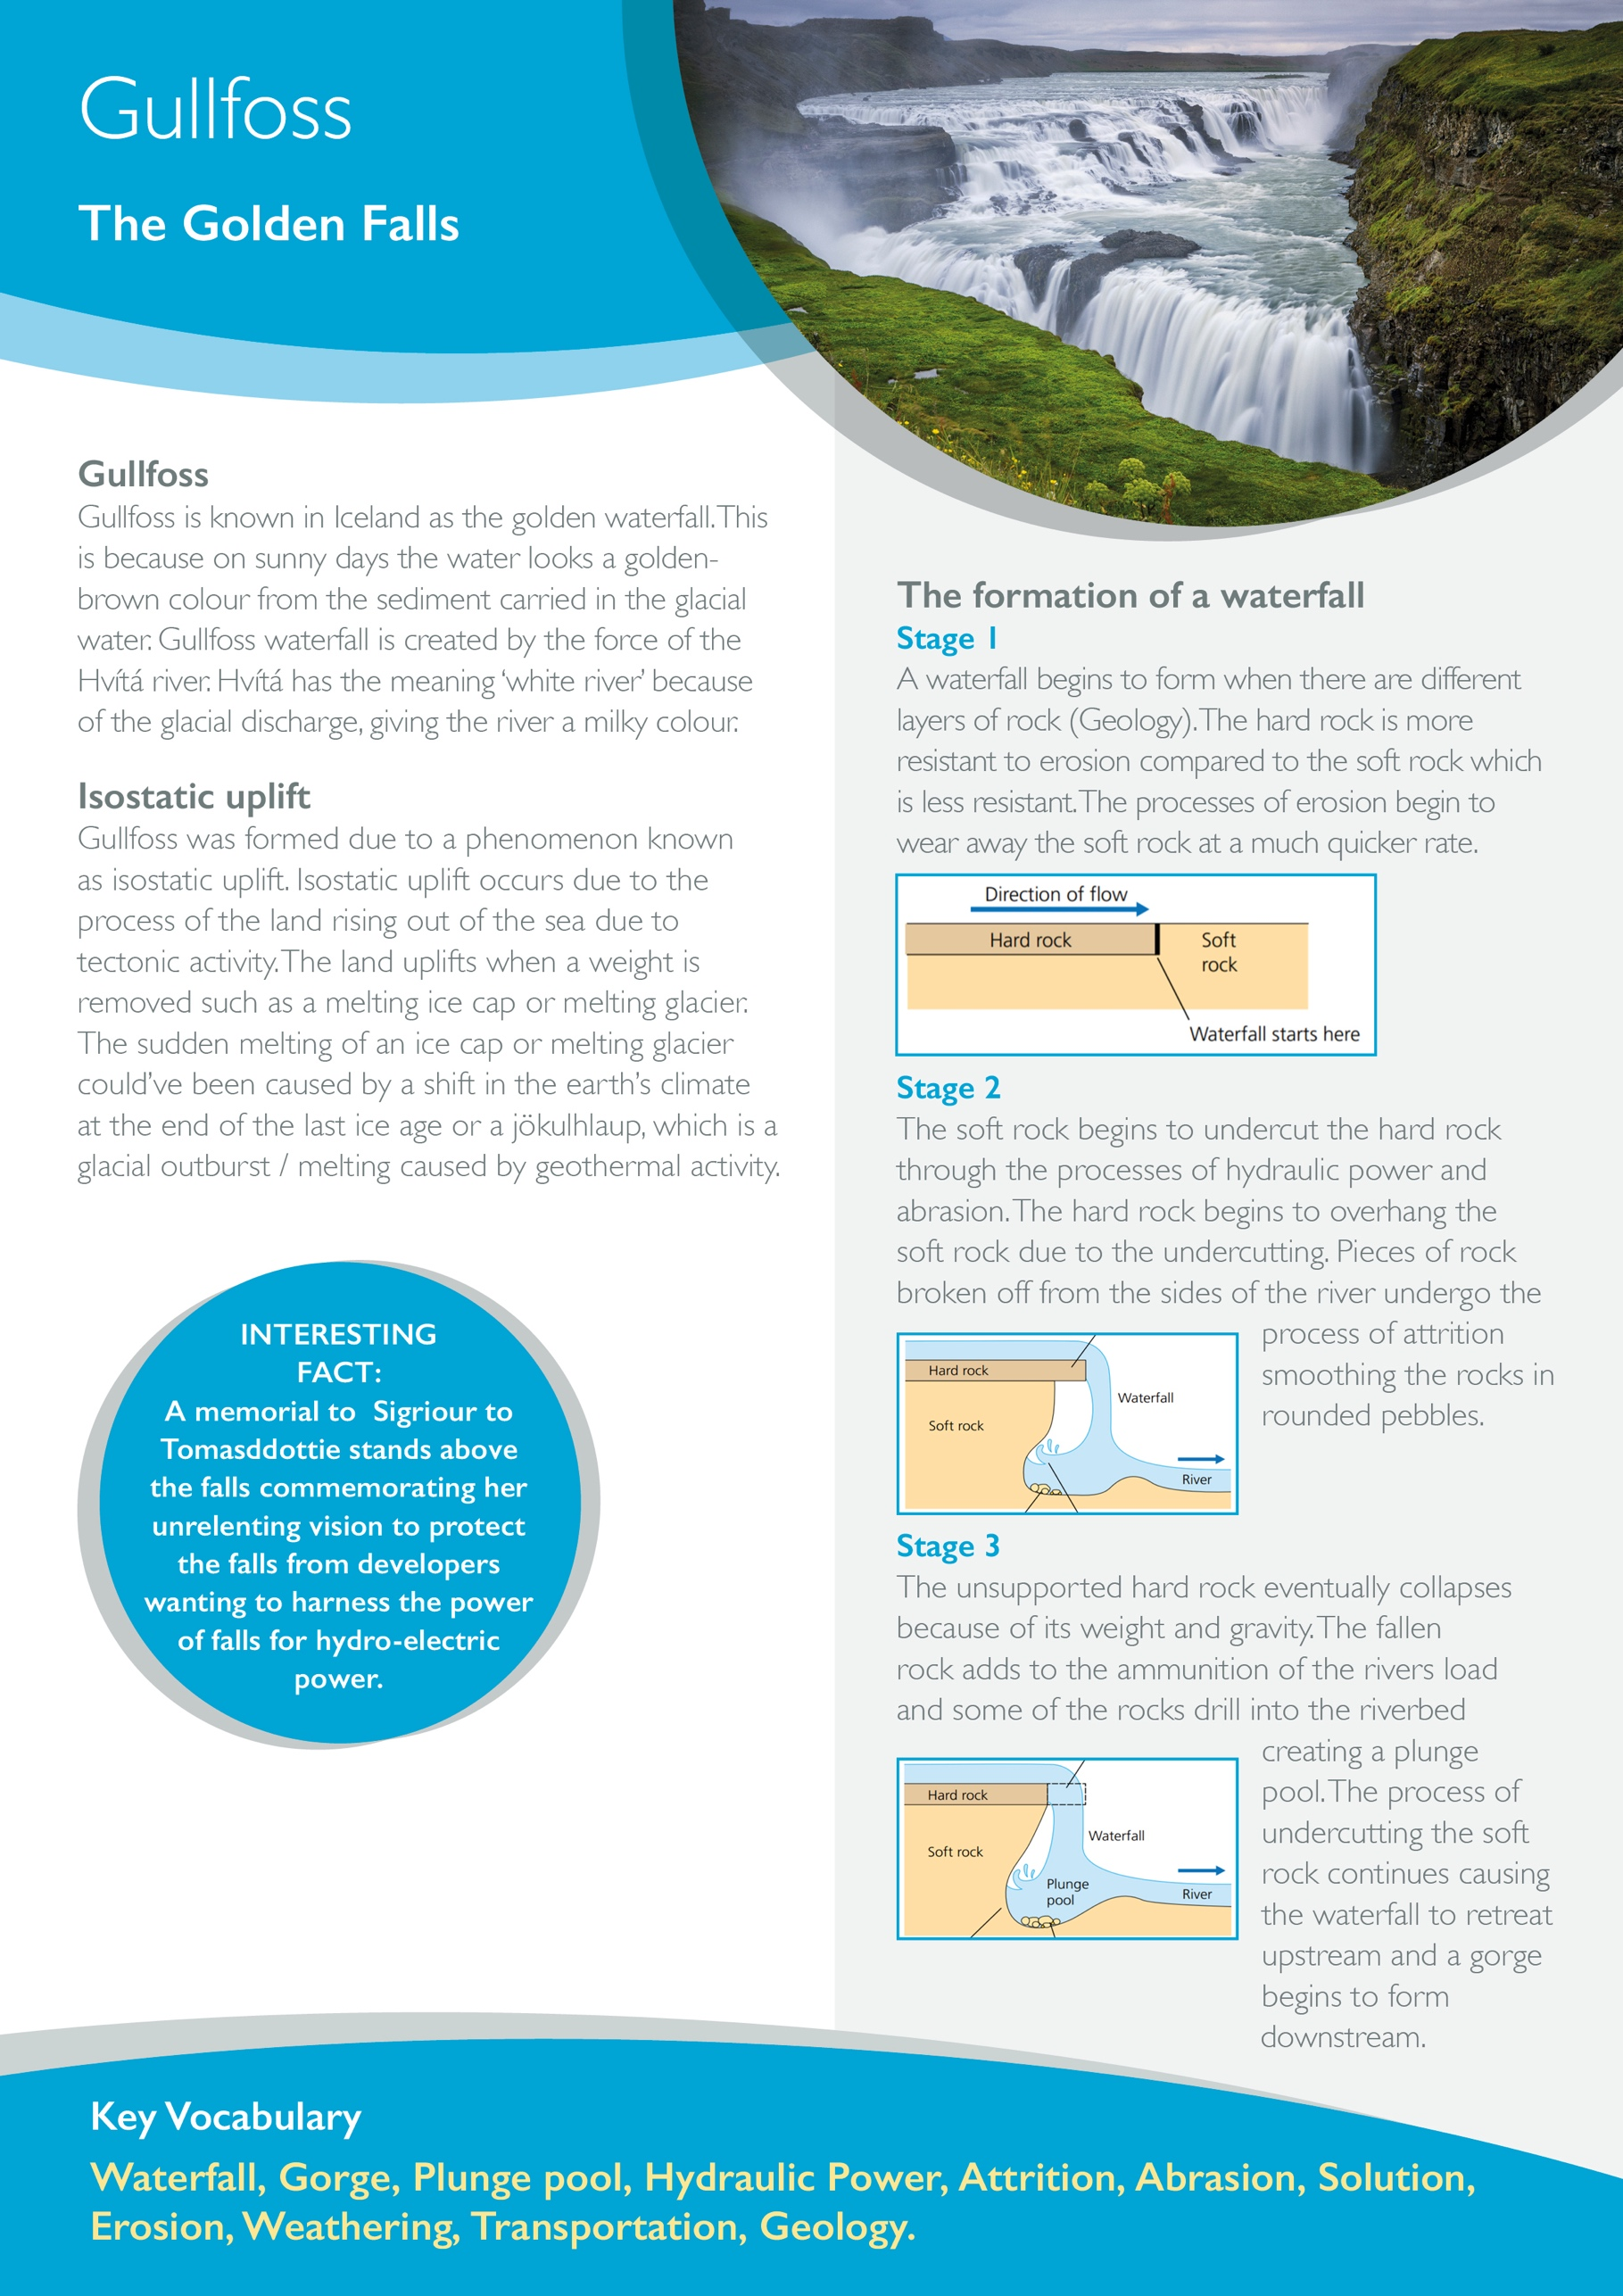 Gullfoss
The Golden Falls
Gullfoss
Gullfoss is known in Iceland as the golden waterfall. This
is because on sunny days the water looks a golden-
brown colour from the sediment carried in the glacial
water. Gullfoss waterfall is created by the force of the
Hvítá river. Hvítá has the meaning ‘white river’ because
of the glacial discharge, giving the river a milky colour.
Isostatic uplift
Gullfoss was formed due to a phenomenon known
as isostatic uplift. Isostatic uplift occurs due to the
process of the land rising out of the sea due to
tectonic activity. The land uplifts when a weight is
removed such as a melting ice cap or melting glacier.
The sudden melting of an ice cap or melting glacier
could’ve been caused by a shift in the earth’s climate
at the end of the last ice age or a jökulhlaup, which is a
glacial outburst / melting caused by geothermal activity.
INTERESTING
FACT:
A memorial to Sigriour to
Tomasddottie stands above
the falls commemorating her
unrelenting vision to protect
the falls from developers
wanting to harness the power
of falls for hydro-electric
power.
The formation of a waterfall
Stage 1
A waterfall begins to form when there are different
layers of rock (Geology). The hard rock is more
resistant to erosion compared to the soft rock which
is less resistant. The processes of erosion begin to
wear away the soft rock at a much quicker rate.
Direction of flow
Hard rock
Soft
rock
Waterfall starts here
Stage 2
The soft rock begins to undercut the hard rock
through the processes of hydraulic power and
abrasion. The hard rock begins to overhang the
soft rock due to the undercutting. Pieces of rock
broken off from the sides of the river undergo the
process of attrition
smoothing the rocks in
rounded pebbles.
Hard rock
Waterfall
Soft rock
River
Stage 3
The unsupported hard rock eventually collapses
because of its weight and gravity. The fallen
rock adds to the ammunition of the rivers load
and some of the rocks drill into the riverbed
creating a plunge
pool. The process of
undercutting the soft
rock continues causing
the waterfall to retreat
upstream and a gorge
begins to form
downstream.
Hard rock
Waterfall
Soft rock
Plunge
pool
River
Key Vocabulary
Waterfall, Gorge, Plunge pool, Hydraulic Power, Attrition, Abrasion, Solution,
Erosion, Weathering, Transportation, Geology.